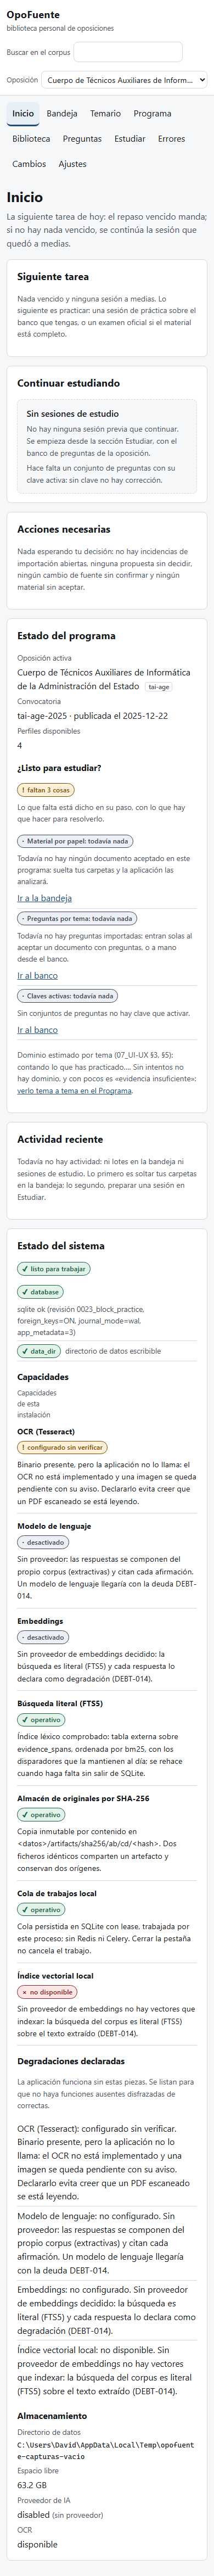 OpoFuente
biblioteca personal de oposiciones
Buscar en el corpus
Oposición Cuerpo de Técnicos Auxiliares de Inform...
Inicio Bandeja Temario Programa
Biblioteca Preguntas Estudiar Errores
Cambios Ajustes
Inicio
La siguiente tarea de hoy: el repaso vencido manda;
si no hay nada vencido, se continúa la sesión que
quedó a medias.
Siguiente tarea
Nada vencido y ninguna sesión a medias. Lo
siguiente es practicar: una sesión de práctica sobre el
banco que tengas, o un examen oficial si el material
está completo.
Continuar estudiando
Sin sesiones de estudio
No hay ninguna sesión previa que continuar.
Se empieza desde la sección Estudiar, con el
banco de preguntas de la oposición.
Hace falta un conjunto de preguntas con su
clave activa: sin clave no hay corrección.
Acciones necesarias
Nada esperando tu decisión: no hay incidencias de
importación abiertas, ninguna propuesta sin decidir,
ningún cambio de fuente sin confirmar y ningún
material sin aceptar.
Estado del programa
Oposición activa
Cuerpo de Técnicos Auxiliares de Informática
de la Administración del Estado tai-age
Convocatoria
tai-age-2025 · publicada el 2025-12-22
Perfiles disponibles
4
¿Listo para estudiar?
! faltan 3 cosas
Lo que falta está dicho en su paso, con lo que hay
que hacer para resolverlo.
· Material por papel: todavía nada
Todavía no hay ningún documento aceptado en este
programa: suelta tus carpetas y la aplicación las
analizará.
Ir a la bandeja
· Preguntas por tema: todavía nada
Todavía no hay preguntas importadas: entran solas al
aceptar un documento con preguntas, o a mano
desde el banco.
Ir al banco
· Claves activas: todavía nada
Sin conjuntos de preguntas no hay clave que activar.
Ir al banco
Dominio estimado por tema (07_UI-UX §3, §5):
contando lo que has practicado.... Sin intentos no
hay dominio, y con pocos es «evidencia insuficiente»:
verlo tema a tema en el Programa.
Actividad reciente
Todavía no hay actividad: ni lotes en la bandeja ni
sesiones de estudio. Lo primero es soltar tus carpetas
en la bandeja; lo segundo, preparar una sesión en
Estudiar.
Estado del sistema
✓ listo para trabajar
✓ database
sqlite ok (revisión 0023_block_practice,
foreign_keys=ON, journal_mode=wal,
app_metadata=3)
✓ data_dir directorio de datos escribible
Capacidades
Capacidades
de esta
instalación
OCR (Tesseract)
! configurado sin verificar
Binario presente, pero la aplicación no lo llama: el
OCR no está implementado y una imagen se queda
pendiente con su aviso. Declararlo evita creer que
un PDF escaneado se está leyendo.
Modelo de lenguaje
· desactivado
Sin proveedor: las respuestas se componen del
propio corpus (extractivas) y citan cada afirmación.
Un modelo de lenguaje llegaría con la deuda DEBT-
014.
Embeddings
· desactivado
Sin proveedor de embeddings decidido: la
búsqueda es literal (FTS5) y cada respuesta lo
declara como degradación (DEBT-014).
Búsqueda literal (FTS5)
✓ operativo
Índice léxico comprobado: tabla externa sobre
evidence_spans, ordenada por bm25, con los
disparadores que la mantienen al día; se rehace
cuando haga falta sin salir de SQLite.
Almacén de originales por SHA-256
✓ operativo
Copia inmutable por contenido en
<datos>/artifacts/sha256/ab/cd/<hash>. Dos
ficheros idénticos comparten un artefacto y
conservan dos orígenes.
Cola de trabajos local
✓ operativo
Cola persistida en SQLite con lease, trabajada por
este proceso; sin Redis ni Celery. Cerrar la pestaña
no cancela el trabajo.
Índice vectorial local
× no disponible
Sin proveedor de embeddings no hay vectores que
indexar: la búsqueda del corpus es literal (FTS5)
sobre el texto extraído (DEBT-014).
Degradaciones declaradas
La aplicación funciona sin estas piezas. Se listan para
que no haya funciones ausentes disfrazadas de
correctas.
OCR (Tesseract): configurado sin verificar.
Binario presente, pero la aplicación no lo
llama: el OCR no está implementado y una
imagen se queda pendiente con su aviso.
Declararlo evita creer que un PDF escaneado
se está leyendo.
Modelo de lenguaje: no configurado. Sin
proveedor: las respuestas se componen del
propio corpus (extractivas) y citan cada
afirmación. Un modelo de lenguaje llegaría
con la deuda DEBT-014.
Embeddings: no configurado. Sin proveedor
de embeddings decidido: la búsqueda es
literal (FTS5) y cada respuesta lo declara como
degradación (DEBT-014).
Índice vectorial local: no disponible. Sin
proveedor de embeddings no hay vectores
que indexar: la búsqueda del corpus es literal
(FTS5) sobre el texto extraído (DEBT-014).
Almacenamiento
Directorio de datos
C:\Users\David\AppData\Local\Temp\opofuent
e-capturas-vacio
Espacio libre
63.2 GB
Proveedor de IA
disabled (sin proveedor)
OCR
disponible